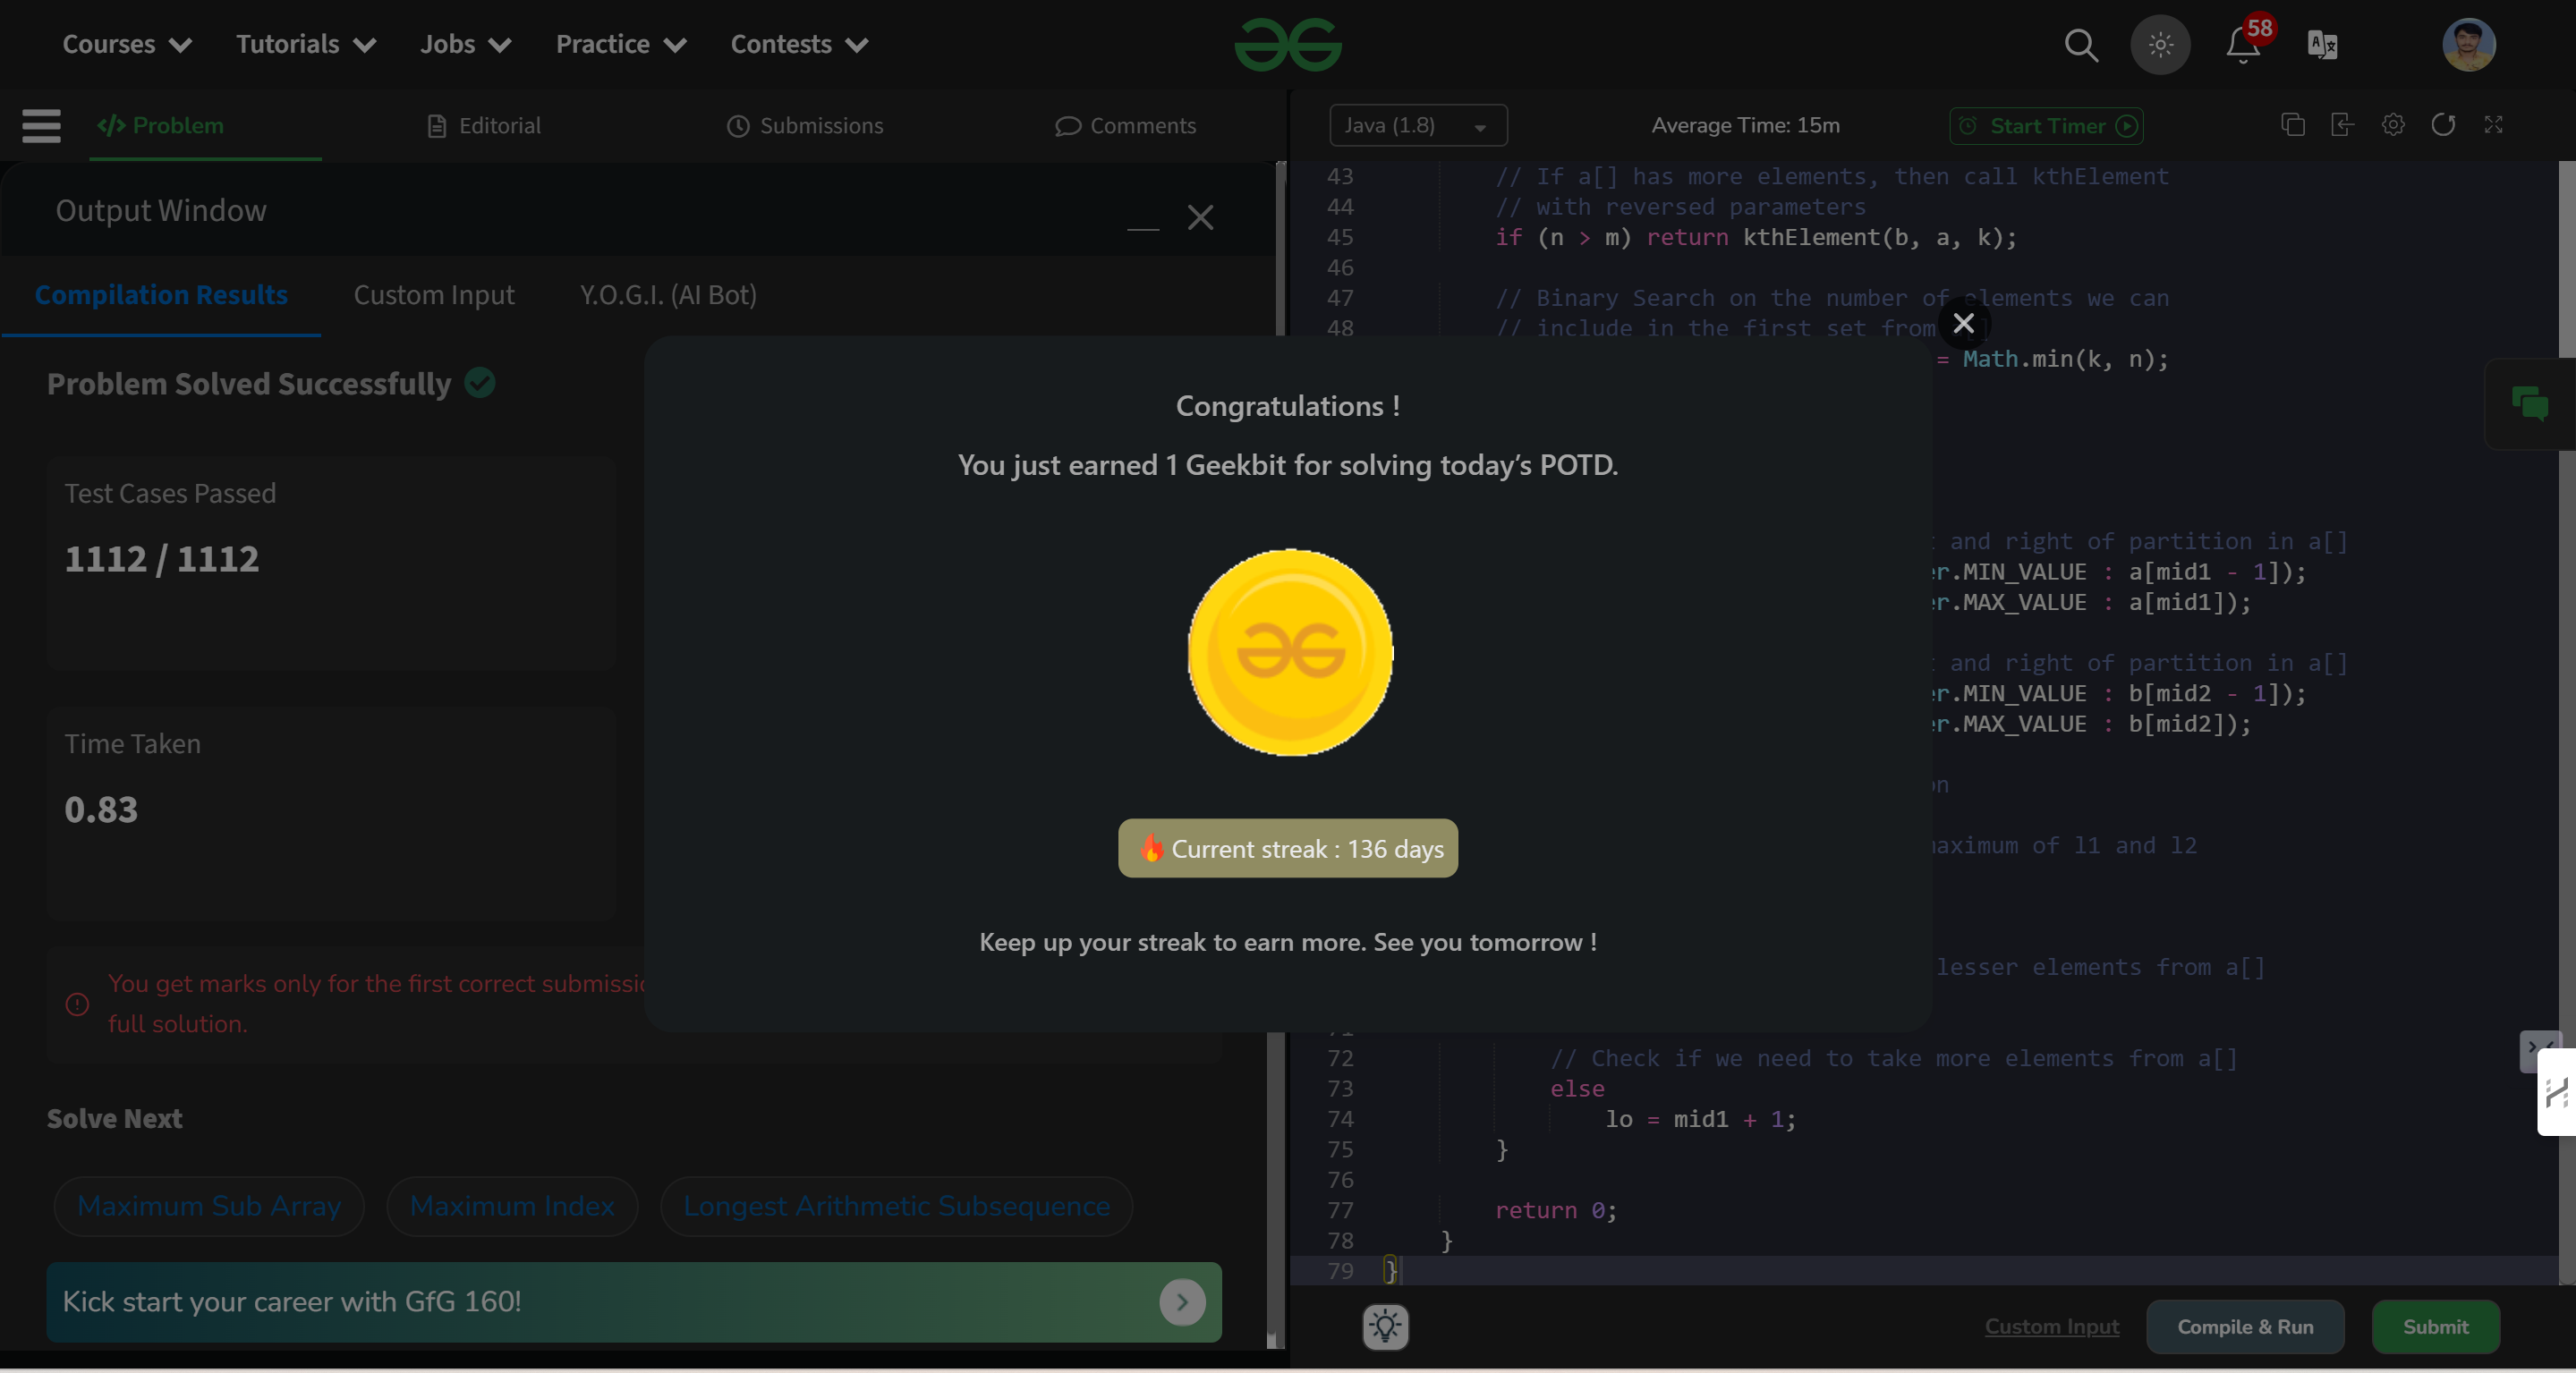 Courses Tutorials Jobs Practice Contests
58
</> Problem Editorial Submissions Comments
Java (1.8) Average Time: 15m Start Timer
Output Window
Compilation Results Custom Input Y.O.G.I. (AI Bot)
Problem Solved Successfully
Test Cases Passed
1112 / 1112
Time Taken
0.83
You get marks only for the first correct
full solution.
Solve Next
Maximum Sub Array Maximum Index Longest Arithmetic Subsequence
Kick start your career with GfG 160!
Congratulations !
You just earned 1 Geekbit for solving today’s POTD.
Current streak : 136 days
Keep up your streak to earn more. See you tomorrow !
43 // If a[] has more elements, then call kthElement
44 // with reversed parameters
45 if (n > m) return kthElement(b, a, k);
46
47 // Binary Search on the number of elements we can
48 // include in the first set from
= Math.min(k, n);
and right of partition in a[]
.MIN_VALUE : a[mid1 - 1]);
.MAX_VALUE : a[mid1]);
and right of partition in a[]
.MIN_VALUE : b[mid2 - 1]);
.MAX_VALUE : b[mid2]);
of l1 and l2
lesser elements from a[]
72 // Check if we need to take more elements from a[]
73 else
74 lo = mid1 + 1;
75 }
76
77 return 0;
78 }
79 }
Custom Input Compile & Run Submit